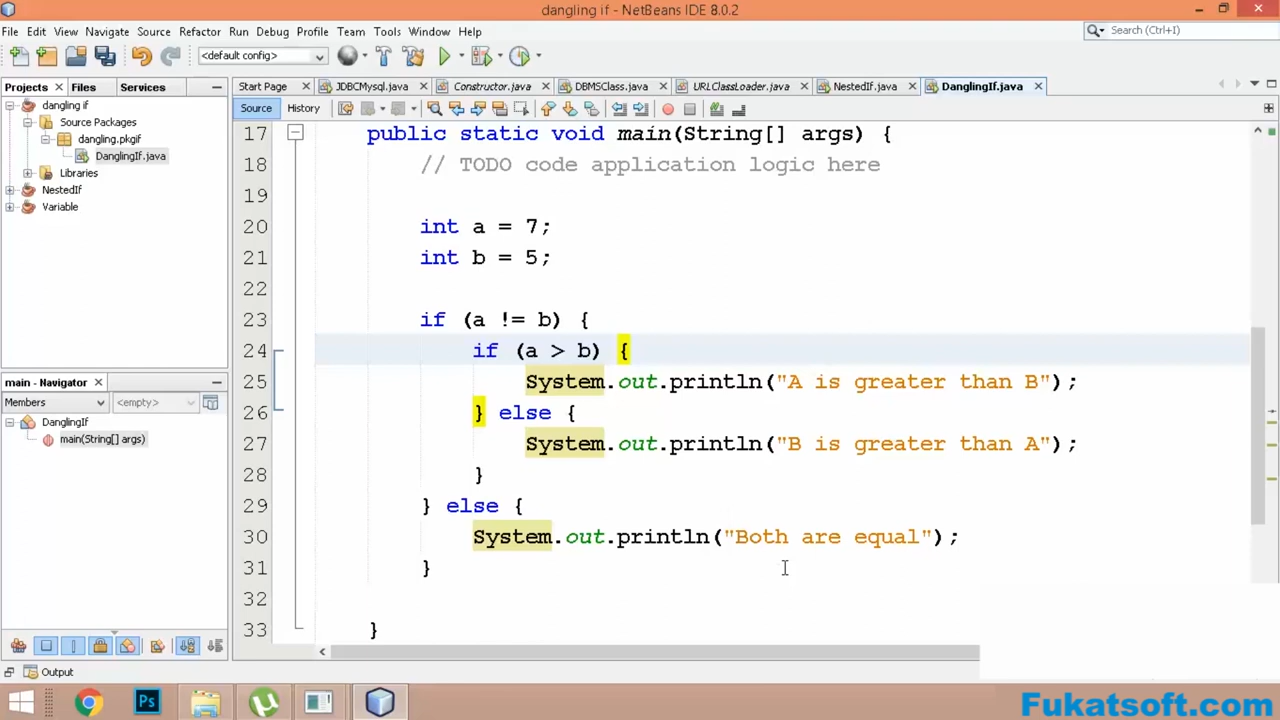 dangling if - NetBeans IDE 8.0.2
File Edit View Navigate Source Refactor Run Debug Profile Team Tools Window Help
Search (Ctrl+I)
<default config>
Projects Files Services
Start Page JDBCMysql.java Constructor.java DBMSClass.java URLClassLoader.java NestedIf.java DanglingIf.java
Source History
dangling if
Source Packages
dangling.pkgif
DanglingIf.java
Libraries
NestedIf
Variable
main - Navigator
Members <empty>
DanglingIf
main(String[] args)
17 public static void main(String[] args) {
18 // TODO code application logic here
19
20 int a = 7;
21 int b = 5;
22
23 if (a != b) {
24 if (a > b) {
25 System.out.println("A is greater than B");
26 } else {
27 System.out.println("B is greater than A");
28 }
29 } else {
30 System.out.println("Both are equal");
31 }
32
33 }
Output
Ps
Fukatsoft.com